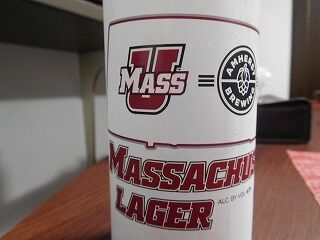 U
MASS
AMHERST
BREWING
MASSACHUS
LAGER
ALC. BY VOL